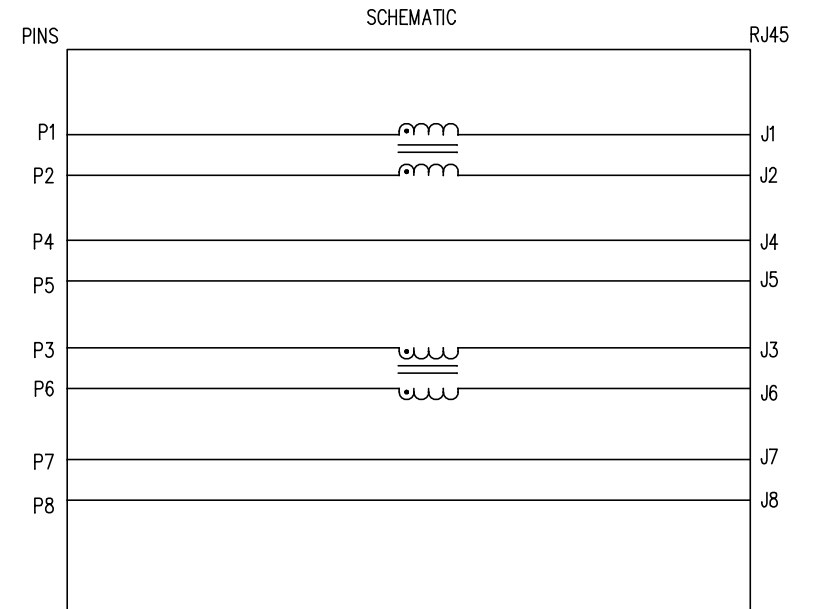 SCHEMATIC
PINS RJ45
P1 J1
P2 J2
P4 J4
P5 J5
P3 J3
P6 J6
P7 J7
P8 J8